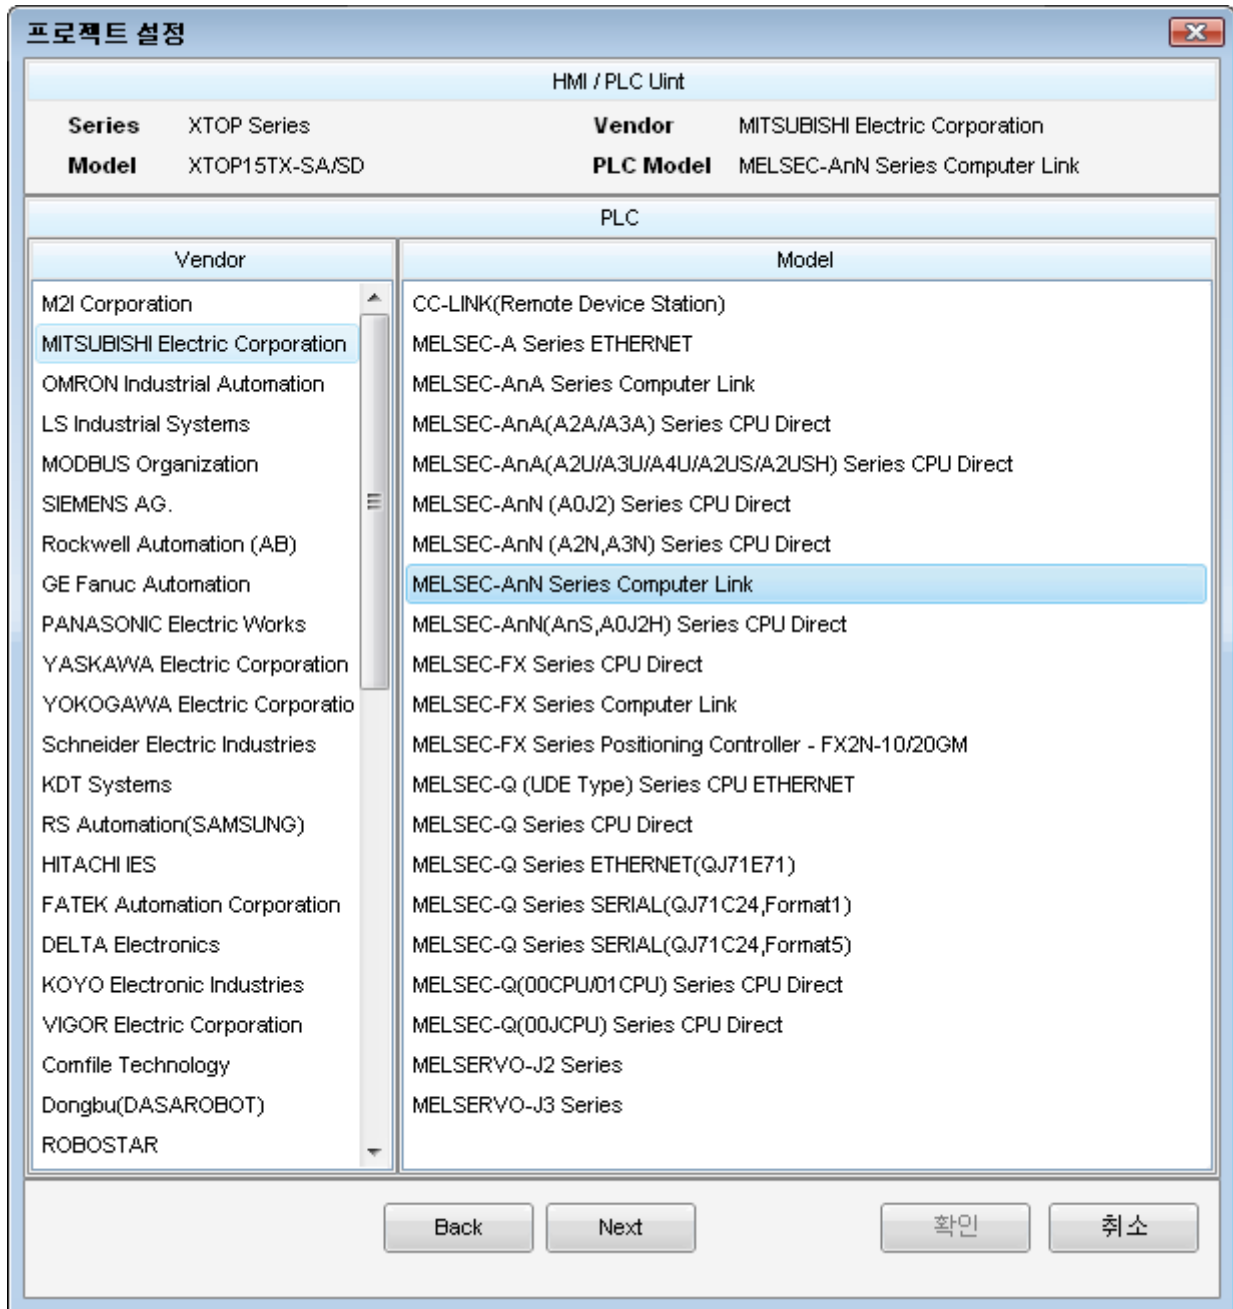 프로젝트 설정
HMI / PLC Uint
Series XTOP Series Vendor MITSUBISHI Electric Corporation
Model XTOP15TX-SA/SD PLC Model MELSEC-AnN Series Computer Link
PLC
Vendor
M2I Corporation
MITSUBISHI Electric Corporation
OMRON Industrial Automation
LS Industrial Systems
MODBUS Organization
SIEMENS AG.
Rockwell Automation (AB)
GE Fanuc Automation
PANASONIC Electric Works
YASKAWA Electric Corporation
YOKOGAWA Electric Corporatio
Schneider Electric Industries
KDT Systems
RS Automation(SAMSUNG)
HITACHI IES
FATEK Automation Corporation
DELTA Electronics
KOYO Electronic Industries
VIGOR Electric Corporation
Comfile Technology
Dongbu(DASAROBOT)
ROBOSTAR
Model
CC-LINK(Remote Device Station)
MELSEC-A Series ETHERNET
MELSEC-AnA Series Computer Link
MELSEC-AnA(A2A/A3A) Series CPU Direct
MELSEC-AnA(A2U/A3U/A4U/A2US/A2USH) Series CPU Direct
MELSEC-AnN (A0J2) Series CPU Direct
MELSEC-AnN (A2N,A3N) Series CPU Direct
MELSEC-AnN Series Computer Link
MELSEC-AnN(AnS,A0J2H) Series CPU Direct
MELSEC-FX Series CPU Direct
MELSEC-FX Series Computer Link
MELSEC-FX Series Positioning Controller - FX2N-10/20GM
MELSEC-Q (UDE Type) Series CPU ETHERNET
MELSEC-Q Series CPU Direct
MELSEC-Q Series ETHERNET(QJ71E71)
MELSEC-Q Series SERIAL(QJ71C24,Format1)
MELSEC-Q Series SERIAL(QJ71C24,Format5)
MELSEC-Q(00CPU/01CPU) Series CPU Direct
MELSEC-Q(00JCPU) Series CPU Direct
MELSERVO-J2 Series
MELSERVO-J3 Series
Back Next 확인 취소